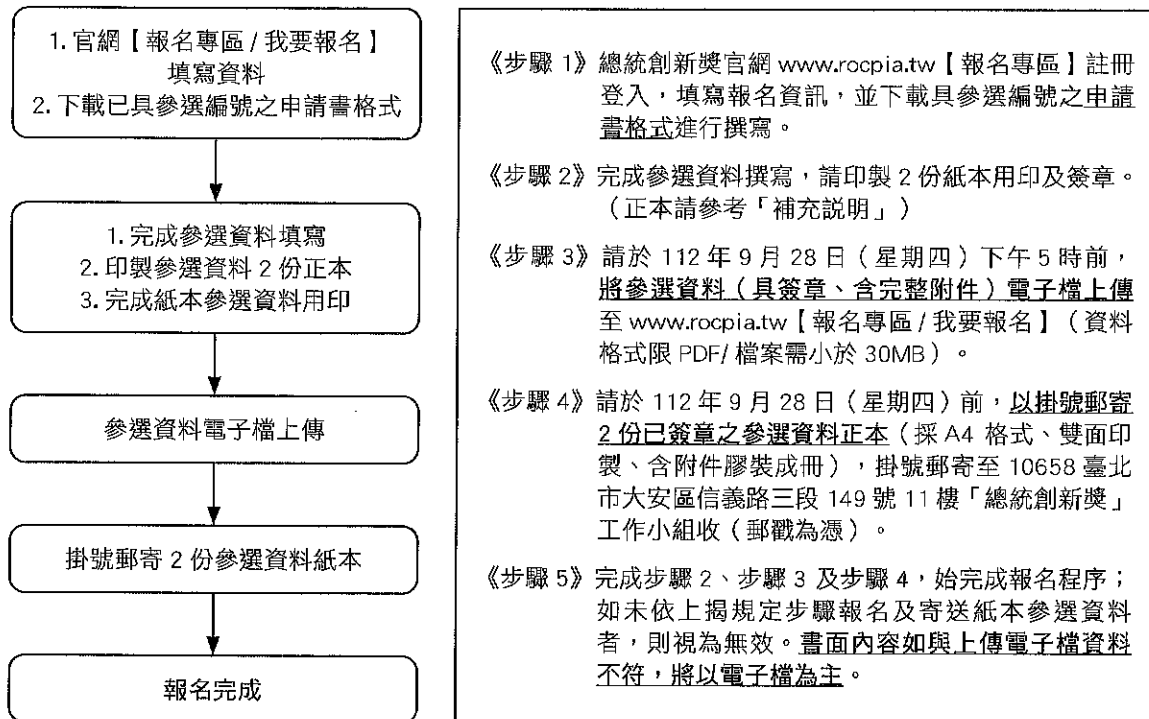 1. 官網【報名專區 / 我要報名】
填寫資料
2. 下載已具參選編號之申請書格式
1. 完成參選資料填寫
2. 印製參選資料 2 份正本
3. 完成紙本參選資料用印
參選資料電子檔上傳
掛號郵寄 2 份參選資料紙本
報名完成
《步驟 1》總統創新獎官網 www.rocpia.tw【報名專區】註冊
登入，填寫報名資訊，並下載具參選編號之申請
書格式進行撰寫。
《步驟 2》完成參選資料撰寫，請印製 2 份紙本用印及簽章。
（正本請參考「補充說明」）
《步驟 3》請於 112 年 9 月 28 日（星期四）下午 5 時前，
將參選資料（具簽章、含完整附件）電子檔上傳
至 www.rocpia.tw【報名專區 / 我要報名】（資料
格式限 PDF/ 檔案需小於 30MB）。
《步驟 4》請於 112 年 9 月 28 日（星期四）前，以掛號郵寄
2 份已簽章之參選資料正本（採 A4 格式、雙面印
製、含附件膠裝成冊），掛號郵寄至 10658 臺北
市大安區信義路三段 149 號 11 樓「總統創新獎」
工作小組收（郵戳為憑）。
《步驟 5》完成步驟 2、步驟 3 及步驟 4，始完成報名程序；
如未依上揭規定步驟報名及寄送紙本參選資料
者，則視為無效。書面內容如與上傳電子檔資料
不符，將以電子檔為主。